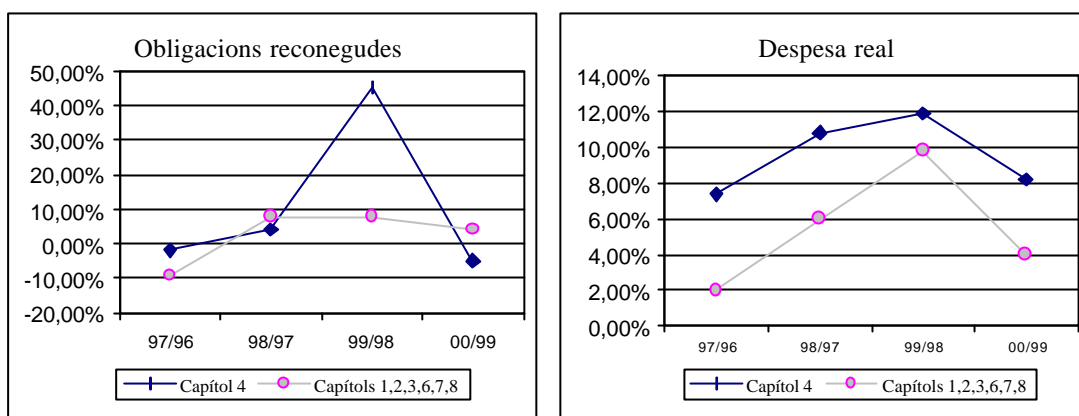 Obligacions reconegudes
50,00%
40,00%
30,00%
20,00%
10,00%
0,00%
-10,00%
-20,00%
97/96 98/97 99/98 00/99
Capítol 4 Capítols 1,2,3,6,7,8
Despesa real
14,00%
12,00%
10,00%
8,00%
6,00%
4,00%
2,00%
0,00%
97/96 98/97 99/98 00/99
Capítol 4 Capítols 1,2,3,6,7,8